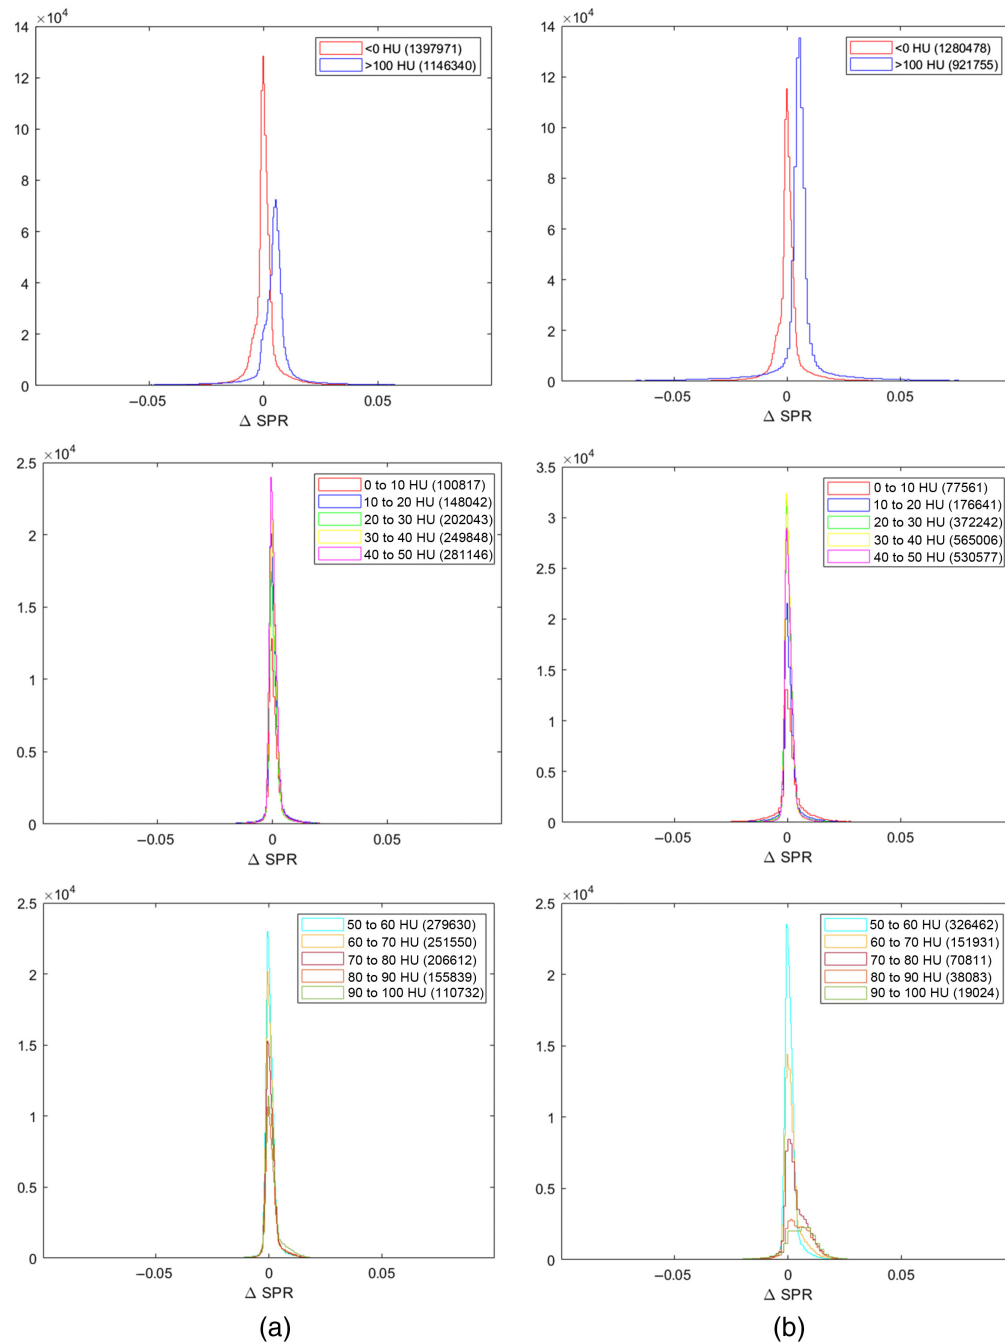 ×10⁴
14
12
10
8
6
4
2
0
−0.05
0
0.05
Δ SPR
<0 HU (1397971)
>100 HU (1146340)
×10⁴
14
12
10
8
6
4
2
0
−0.05
0
0.05
Δ SPR
<0 HU (1280478)
>100 HU (921755)
×10⁴
2.5
2
1.5
1
0.5
0
−0.05
0
0.05
Δ SPR
0 to 10 HU (100817)
10 to 20 HU (148042)
20 to 30 HU (202043)
30 to 40 HU (249848)
40 to 50 HU (281146)
×10⁴
3.5
3
2.5
2
1.5
1
0.5
0
−0.05
0
0.05
Δ SPR
0 to 10 HU (77561)
10 to 20 HU (176641)
20 to 30 HU (372242)
30 to 40 HU (565006)
40 to 50 HU (530577)
×10⁴
2.5
2
1.5
1
0.5
0
−0.05
0
0.05
Δ SPR
50 to 60 HU (279630)
60 to 70 HU (251550)
70 to 80 HU (206612)
80 to 90 HU (155839)
90 to 100 HU (110732)
×10⁴
2.5
2
1.5
1
0.5
0
−0.05
0
0.05
Δ SPR
50 to 60 HU (326462)
60 to 70 HU (151931)
70 to 80 HU (70811)
80 to 90 HU (38083)
90 to 100 HU (19024)
(a)
(b)